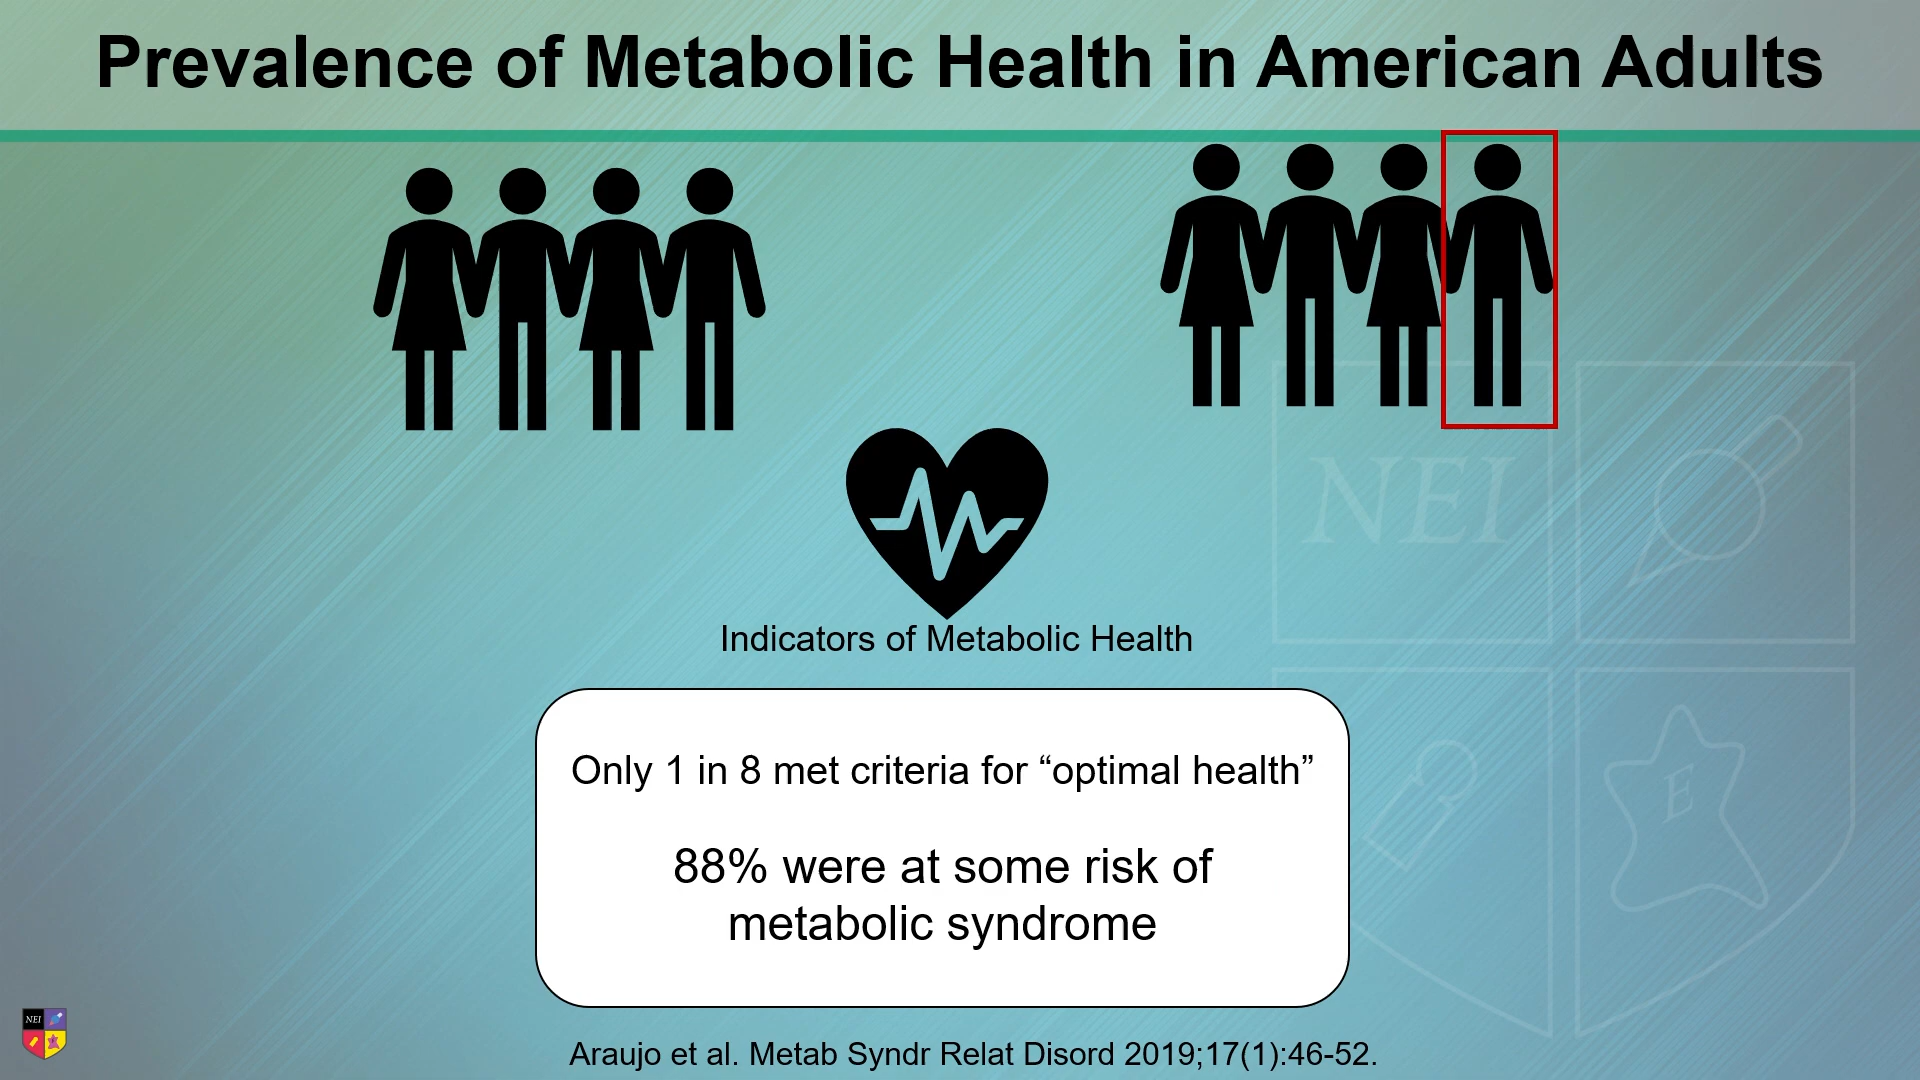 Prevalence of Metabolic Health in American Adults
NEI
Indicators of Metabolic Health
Only 1 in 8 met criteria for “optimal health”
88% were at some risk of
metabolic syndrome
E
NEI
Araujo et al. Metab Syndr Relat Disord 2019;17(1):46-52.